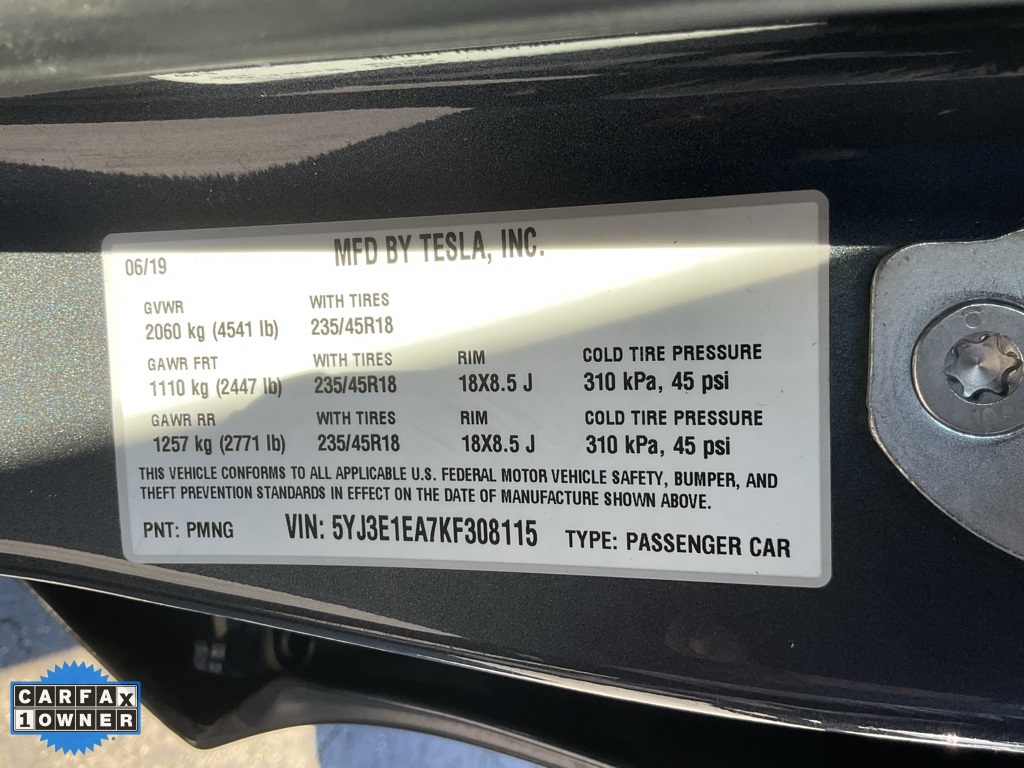 06/19 MFD BY TESLA, INC.
GVWR WITH TIRES
2060 kg (4541 lb) 235/45R18
GAWR FRT WITH TIRES RIM COLD TIRE PRESSURE
1110 kg (2447 lb) 235/45R18 18X8.5 J 310 kPa, 45 psi
GAWR RR WITH TIRES RIM COLD TIRE PRESSURE
1257 kg (2771 lb) 235/45R18 18X8.5 J 310 kPa, 45 psi
THIS VEHICLE CONFORMS TO ALL APPLICABLE U.S. FEDERAL MOTOR VEHICLE SAFETY, BUMPER, AND
THEFT PREVENTION STANDARDS IN EFFECT ON THE DATE OF MANUFACTURE SHOWN ABOVE.
PNT: PMNG VIN: 5YJ3E1EA7KF308115 TYPE: PASSENGER CAR
CARFAX
1 OWNER